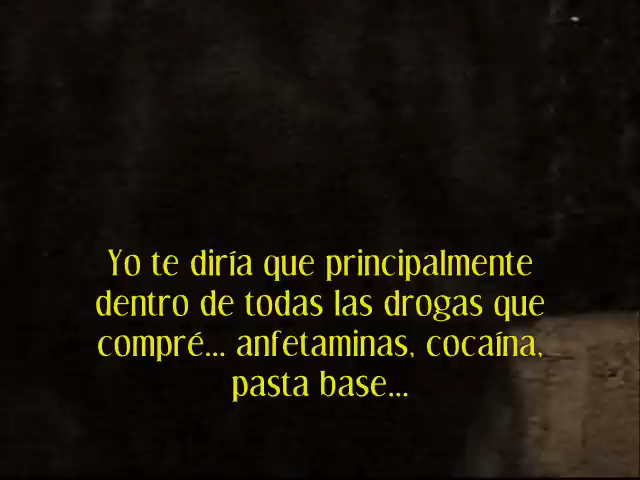 Yo te diría que principalmente
dentro de todas las drogas que
compré... anfetaminas, cocaína,
pasta base...